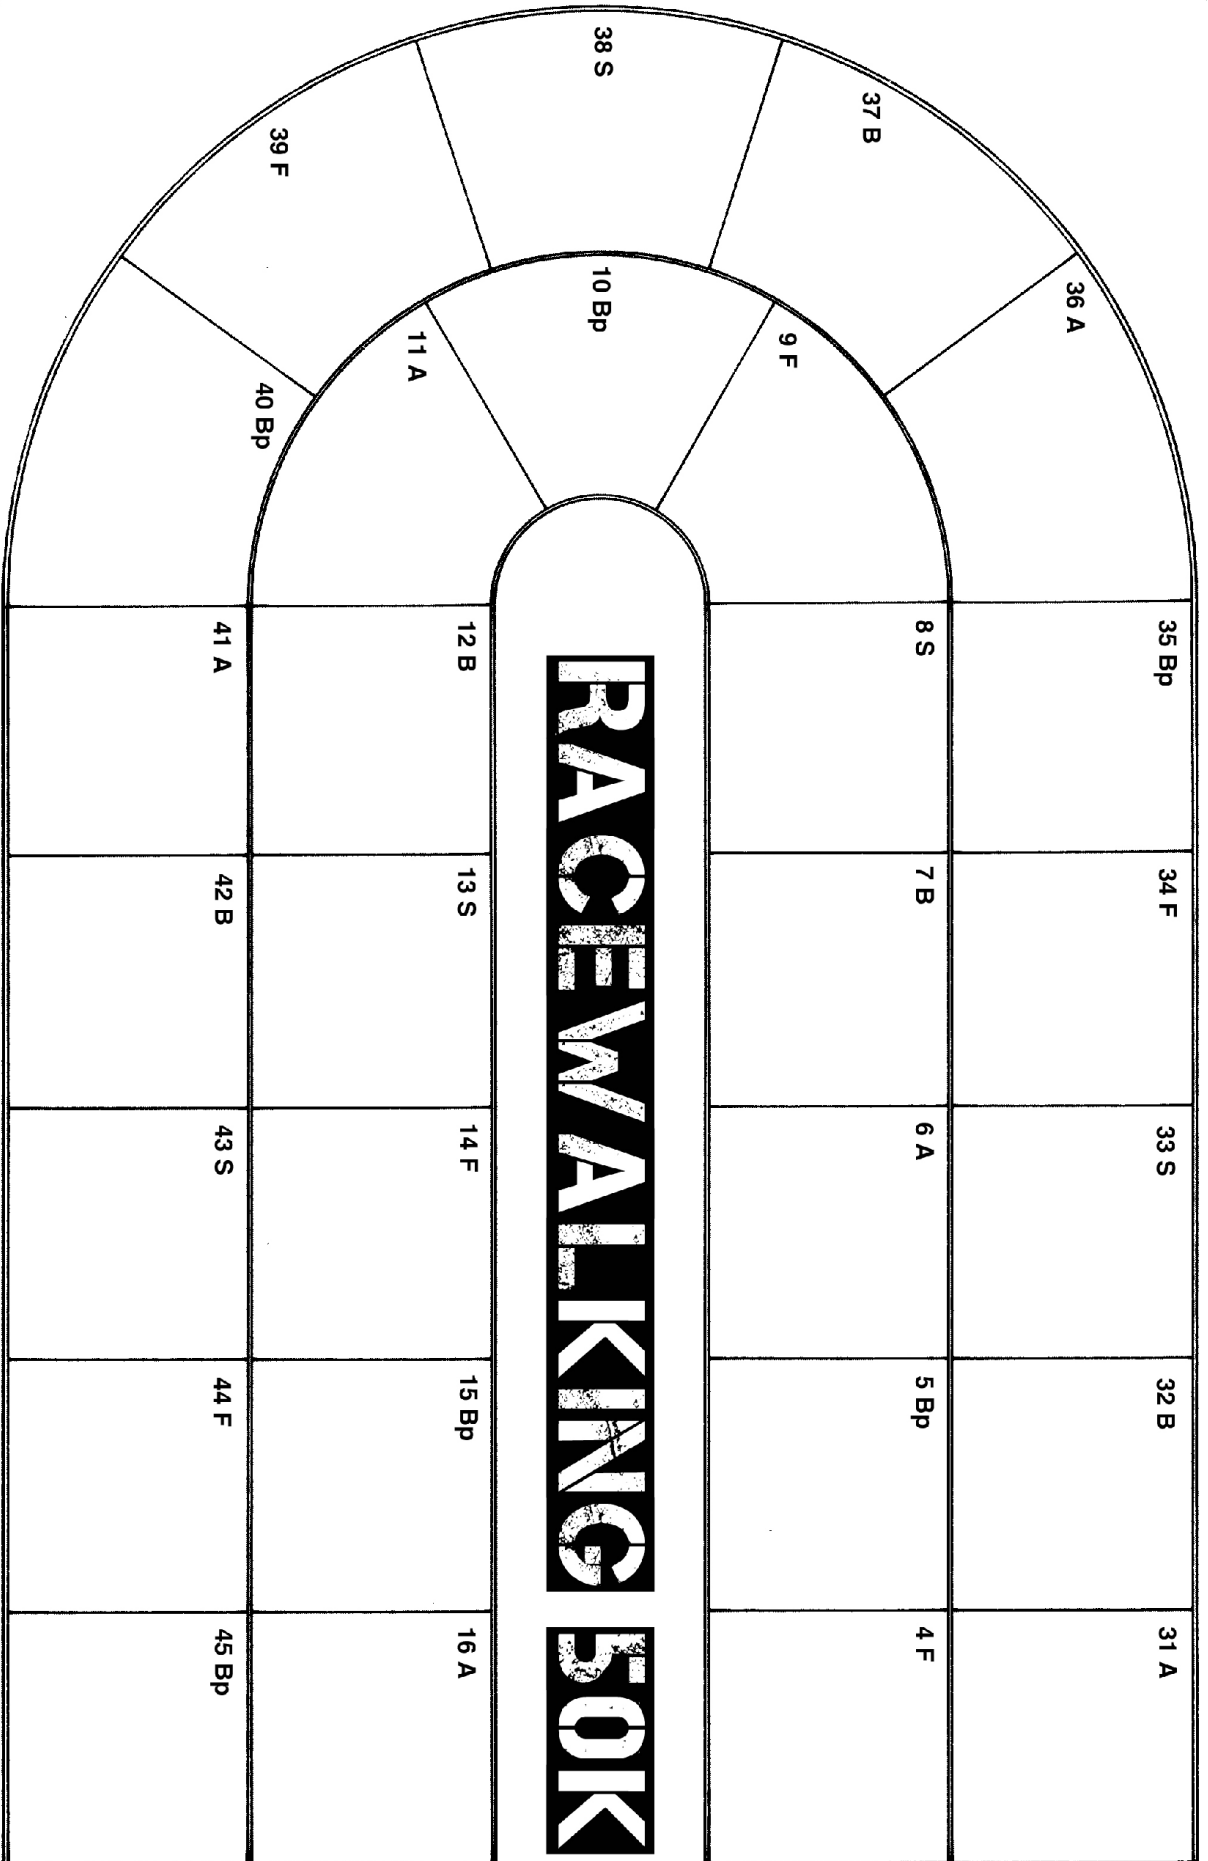 38 S
37 B
39 F
36 A
10 Bp
9 F
11 A
40 Bp
41 A
12 B
8 S
35 Bp
42 B
13 S
7 B
34 F
43 S
14 F
6 A
33 S
44 F
15 Bp
5 Bp
32 B
45 Bp
16 A
4 F
31 A
RACEWALKING 50K